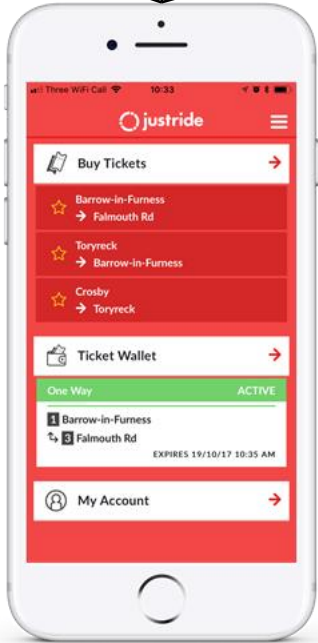 Three WiFi Call 10:33
justride
Buy Tickets
Barrow-in-Furness
Falmouth Rd
Toryreck
Barrow-in-Furness
Crosby
Toryreck
Ticket Wallet
One Way ACTIVE
1 Barrow-in-Furness
3 Falmouth Rd
EXPIRES 19/10/17 10:35 AM
My Account